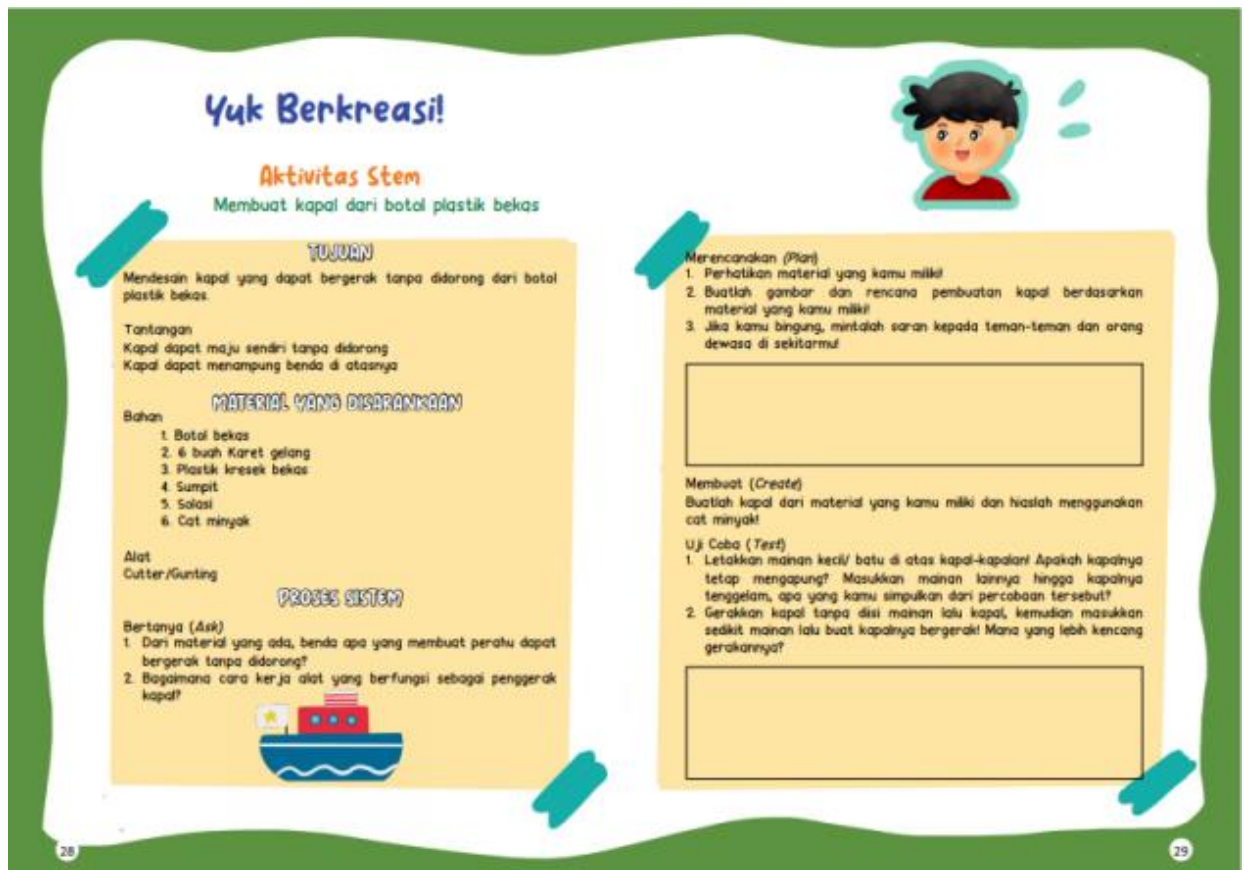 Yuk Berkreasi!
Aktivitas Stem
Membuat kapal dari botol plastik bekas
TUJUAN
Mendesain kapal yang dapat bergerak tanpa didorong dari botol
plastik bekas.
Tantangan
Kapal dapat maju sendiri tanpa didorong
Kapal dapat menampung benda di atasnya
MATERIAL YANG DISARANKAAN
Bahan
1. Botol bekas
2. 6 buah Karet gelang
3. Plastik kresek bekas
4. Sumpit
5. Solasi
6. Cat minyak
Alat
Cutter/Gunting
PROSES SISTEM
Bertanya (Ask)
1. Dari material yang ada, benda apa yang membuat perahu dapat
bergerak tanpa didorong?
2. Bagaimana cara kerja alat yang berfungsi sebagai penggerak
kapal?
28
Merencanakan (Plan)
1. Perhatikan material yang kamu miliki!
2. Buatlah gambar dan rencana pembuatan kapal berdasarkan
material yang kamu miliki!
3. Jika kamu bingung, mintalah saran kepada teman-teman dan orang
dewasa di sekitarmu!
Membuat (Create)
Buatlah kapal dari material yang kamu miliki dan hiaslah menggunakan
cat minyak!
Uji Coba (Test)
1. Letakkan mainan kecil/ batu di atas kapal-kapalan! Apakah kapalnya
tetap mengapung? Masukkan mainan lainnya hingga kapalnya
tenggelam, apa yang kamu simpulkan dari percobaan tersebut?
2. Gerakkan kapal tanpa diisi mainan lalu kapal, kemudian masukkan
sedikit mainan lalu buat kapalnya bergerak! Mana yang lebih kencang
gerakannya?
29